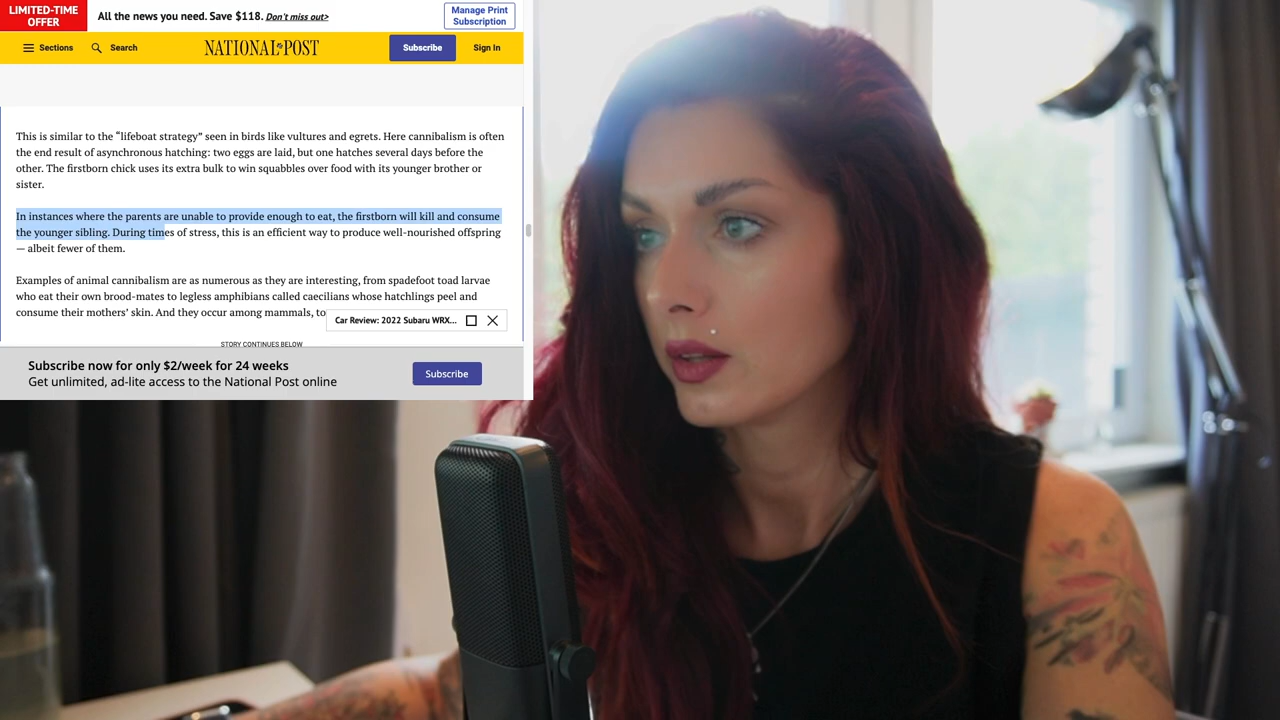 LIMITED-TIME
OFFER
All the news you need. Save $118. Don't miss out>
Manage Print
Subscription
Sections
Search
NATIONAL POST
Subscribe
Sign In
This is similar to the “lifeboat strategy” seen in birds like vultures and egrets. Here cannibalism is often
the end result of asynchronous hatching: two eggs are laid, but one hatches several days before the
other. The firstborn chick uses its extra bulk to win squabbles over food with its younger brother or
sister.
In instances where the parents are unable to provide enough to eat, the firstborn will kill and consume
the younger sibling. During times of stress, this is an efficient way to produce well-nourished offspring
— albeit fewer of them.
Examples of animal cannibalism are as numerous as they are interesting, from spadefoot toad larvae
who eat their own brood-mates to legless amphibians called caecilians whose hatchlings peel and
consume their mothers’ skin. And they occur among mammals, to
Car Review: 2022 Subaru WRX...
STORY CONTINUES BELOW
Subscribe now for only $2/week for 24 weeks
Get unlimited, ad-lite access to the National Post online
Subscribe